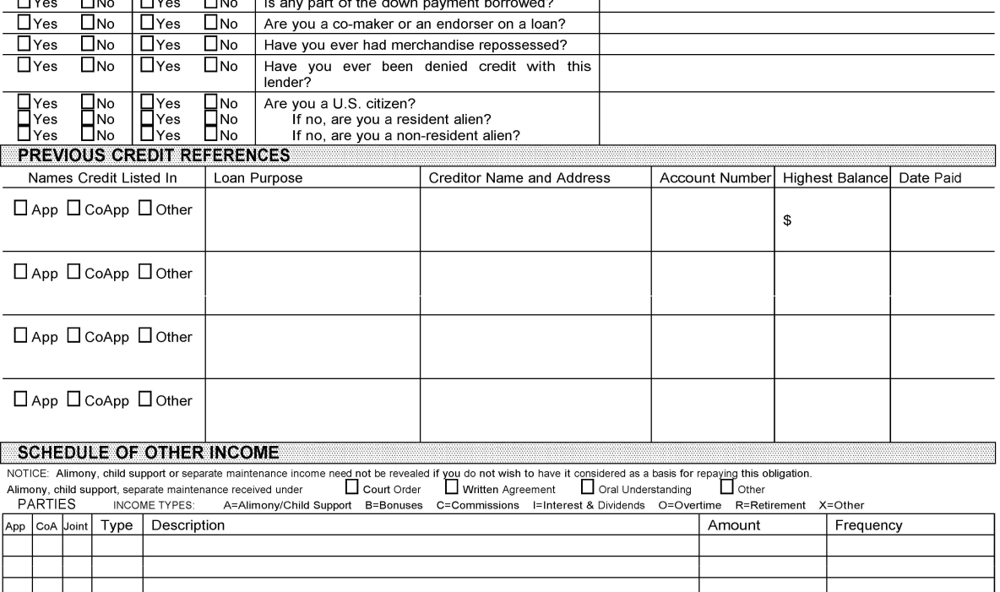 Yes No Yes No Is any part of the down payment borrowed?
Yes No Yes No Are you a co-maker or an endorser on a loan?
Yes No Yes No Have you ever had merchandise repossessed?
Yes No Yes No Have you ever been denied credit with this
lender?
Yes No Yes No Are you a U.S. citizen?
Yes No Yes No If no, are you a resident alien?
Yes No Yes No If no, are you a non-resident alien?
PREVIOUS CREDIT REFERENCES
Names Credit Listed In Loan Purpose Creditor Name and Address Account Number Highest Balance Date Paid
App CoApp Other $
App CoApp Other
App CoApp Other
App CoApp Other
SCHEDULE OF OTHER INCOME
NOTICE: Alimony, child support or separate maintenance income need not be revealed if you do not wish to have it considered as a basis for repaying this obligation.
Alimony, child support, separate maintenance received under Court Order Written Agreement Oral Understanding Other
PARTIES INCOME TYPES: A=Alimony/Child Support B=Bonuses C=Commissions I=Interest & Dividends O=Overtime R=Retirement X=Other
App CoA Joint Type Description Amount Frequency